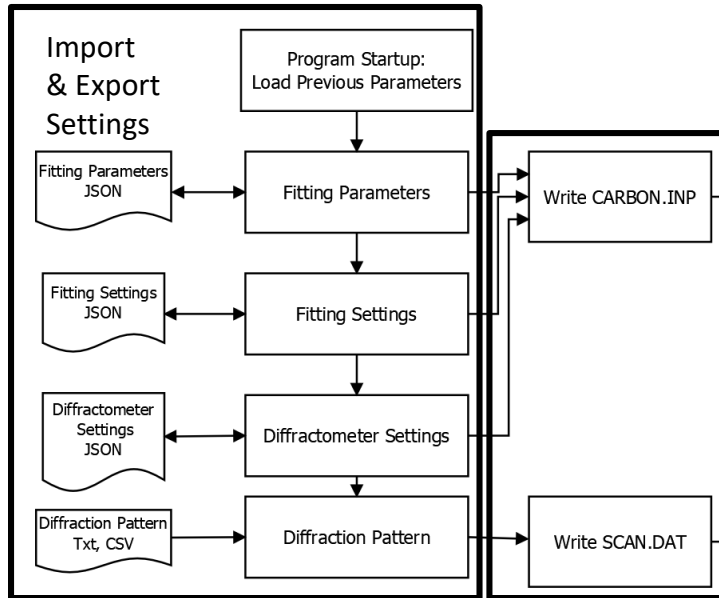 Import
& Export
Settings
Program Startup:
Load Previous Parameters
Fitting Parameters
JSON
Fitting Parameters
Write CARBON.INP
Fitting Settings
JSON
Fitting Settings
Diffractometer
Settings
JSON
Diffractometer Settings
Diffraction Pattern
Txt, CSV
Diffraction Pattern
Write SCAN.DAT